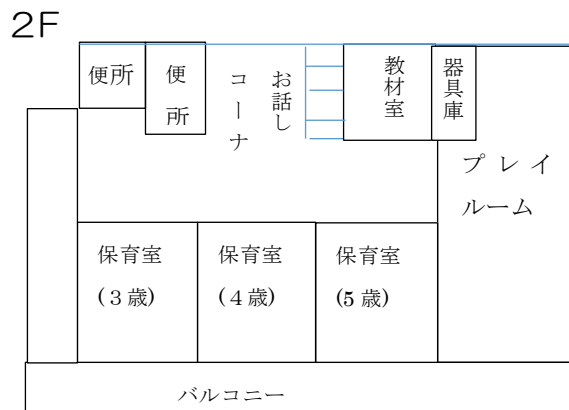 2F
便所
便所
お話し
コーナ
教材室
器具庫
プレイ
ルーム
保育室
(3歳)
保育室
(4歳)
保育室
(5歳)
バルコニー